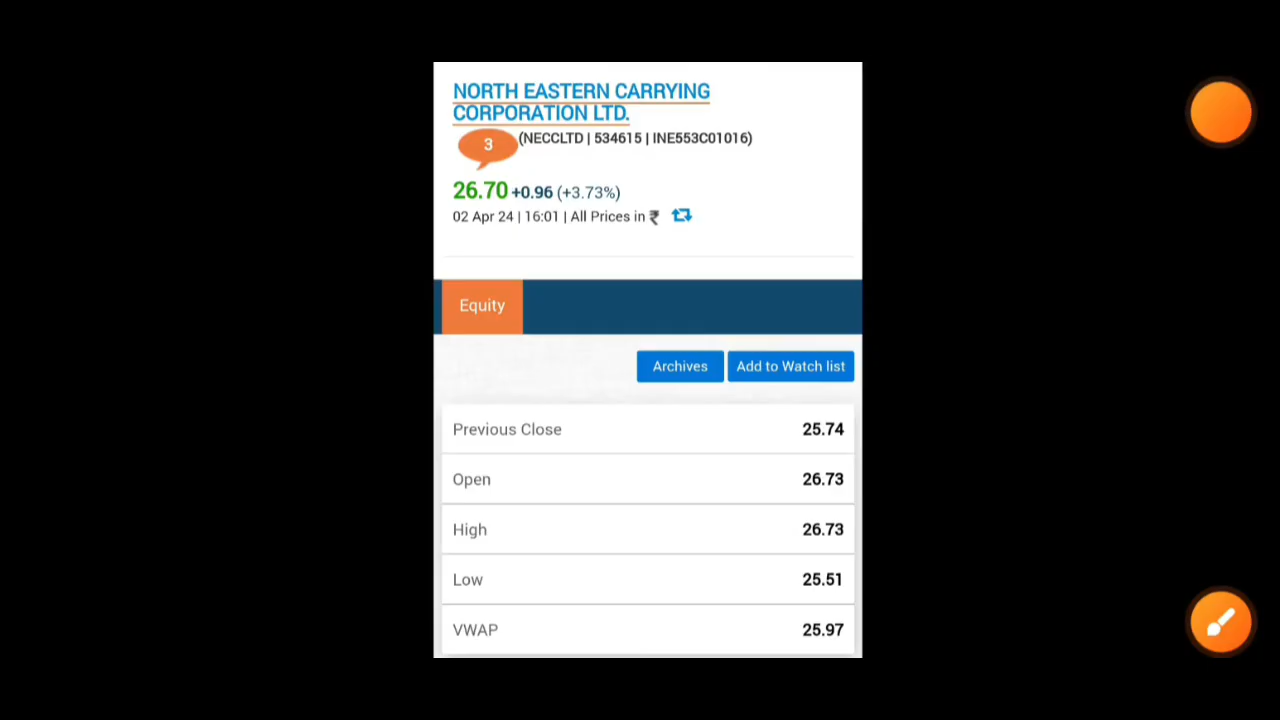 NORTH EASTERN CARRYING
CORPORATION LTD.
3 (NECCLTD | 534615 | INE553C01016)
26.70 +0.96 (+3.73%)
02 Apr 24 | 16:01 | All Prices in ₹
Equity
Archives Add to Watch list
Previous Close 25.74
Open 26.73
High 26.73
Low 25.51
VWAP 25.97